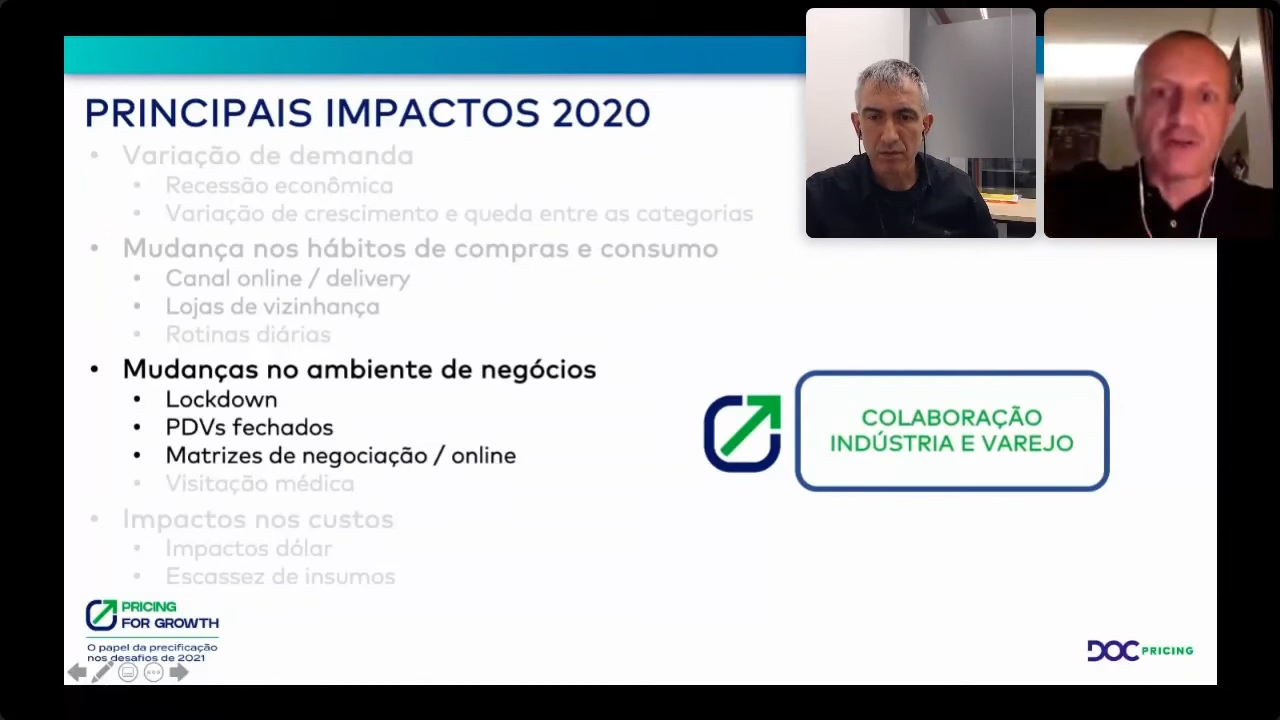 PRINCIPAIS IMPACTOS 2020
• Variação de demanda
• Recessão econômica
• Variação de crescimento e queda entre as categorias
• Mudança nos hábitos de compras e consumo
• Canal online / delivery
• Lojas de vizinhança
• Rotinas diárias
• Mudanças no ambiente de negócios
• Lockdown
• PDVs fechados
• Matrizes de negociação / online
• Visitação médica
• Impactos nos custos
• Impactos dólar
• Escassez de insumos
COLABORAÇÃO
INDÚSTRIA E VAREJO
PRICING
FOR GROWTH
O papel da precificação
nos desafios de 2021
DOC PRICING